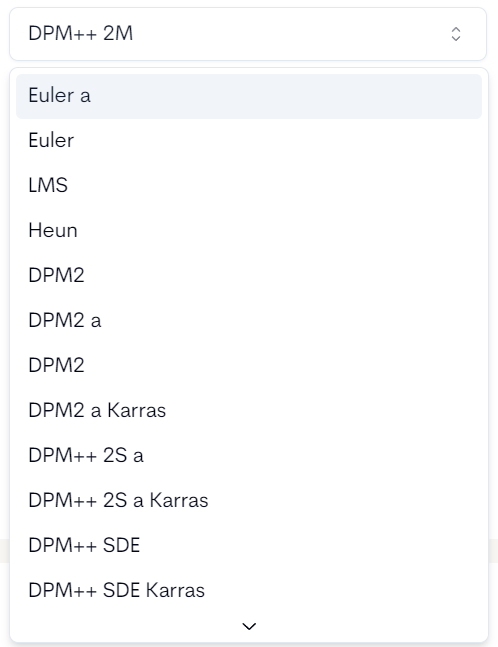 DPM++ 2M
Euler a
Euler
LMS
Heun
DPM2
DPM2 a
DPM2
DPM2 a Karras
DPM++ 2S a
DPM++ 2S a Karras
DPM++ SDE
DPM++ SDE Karras